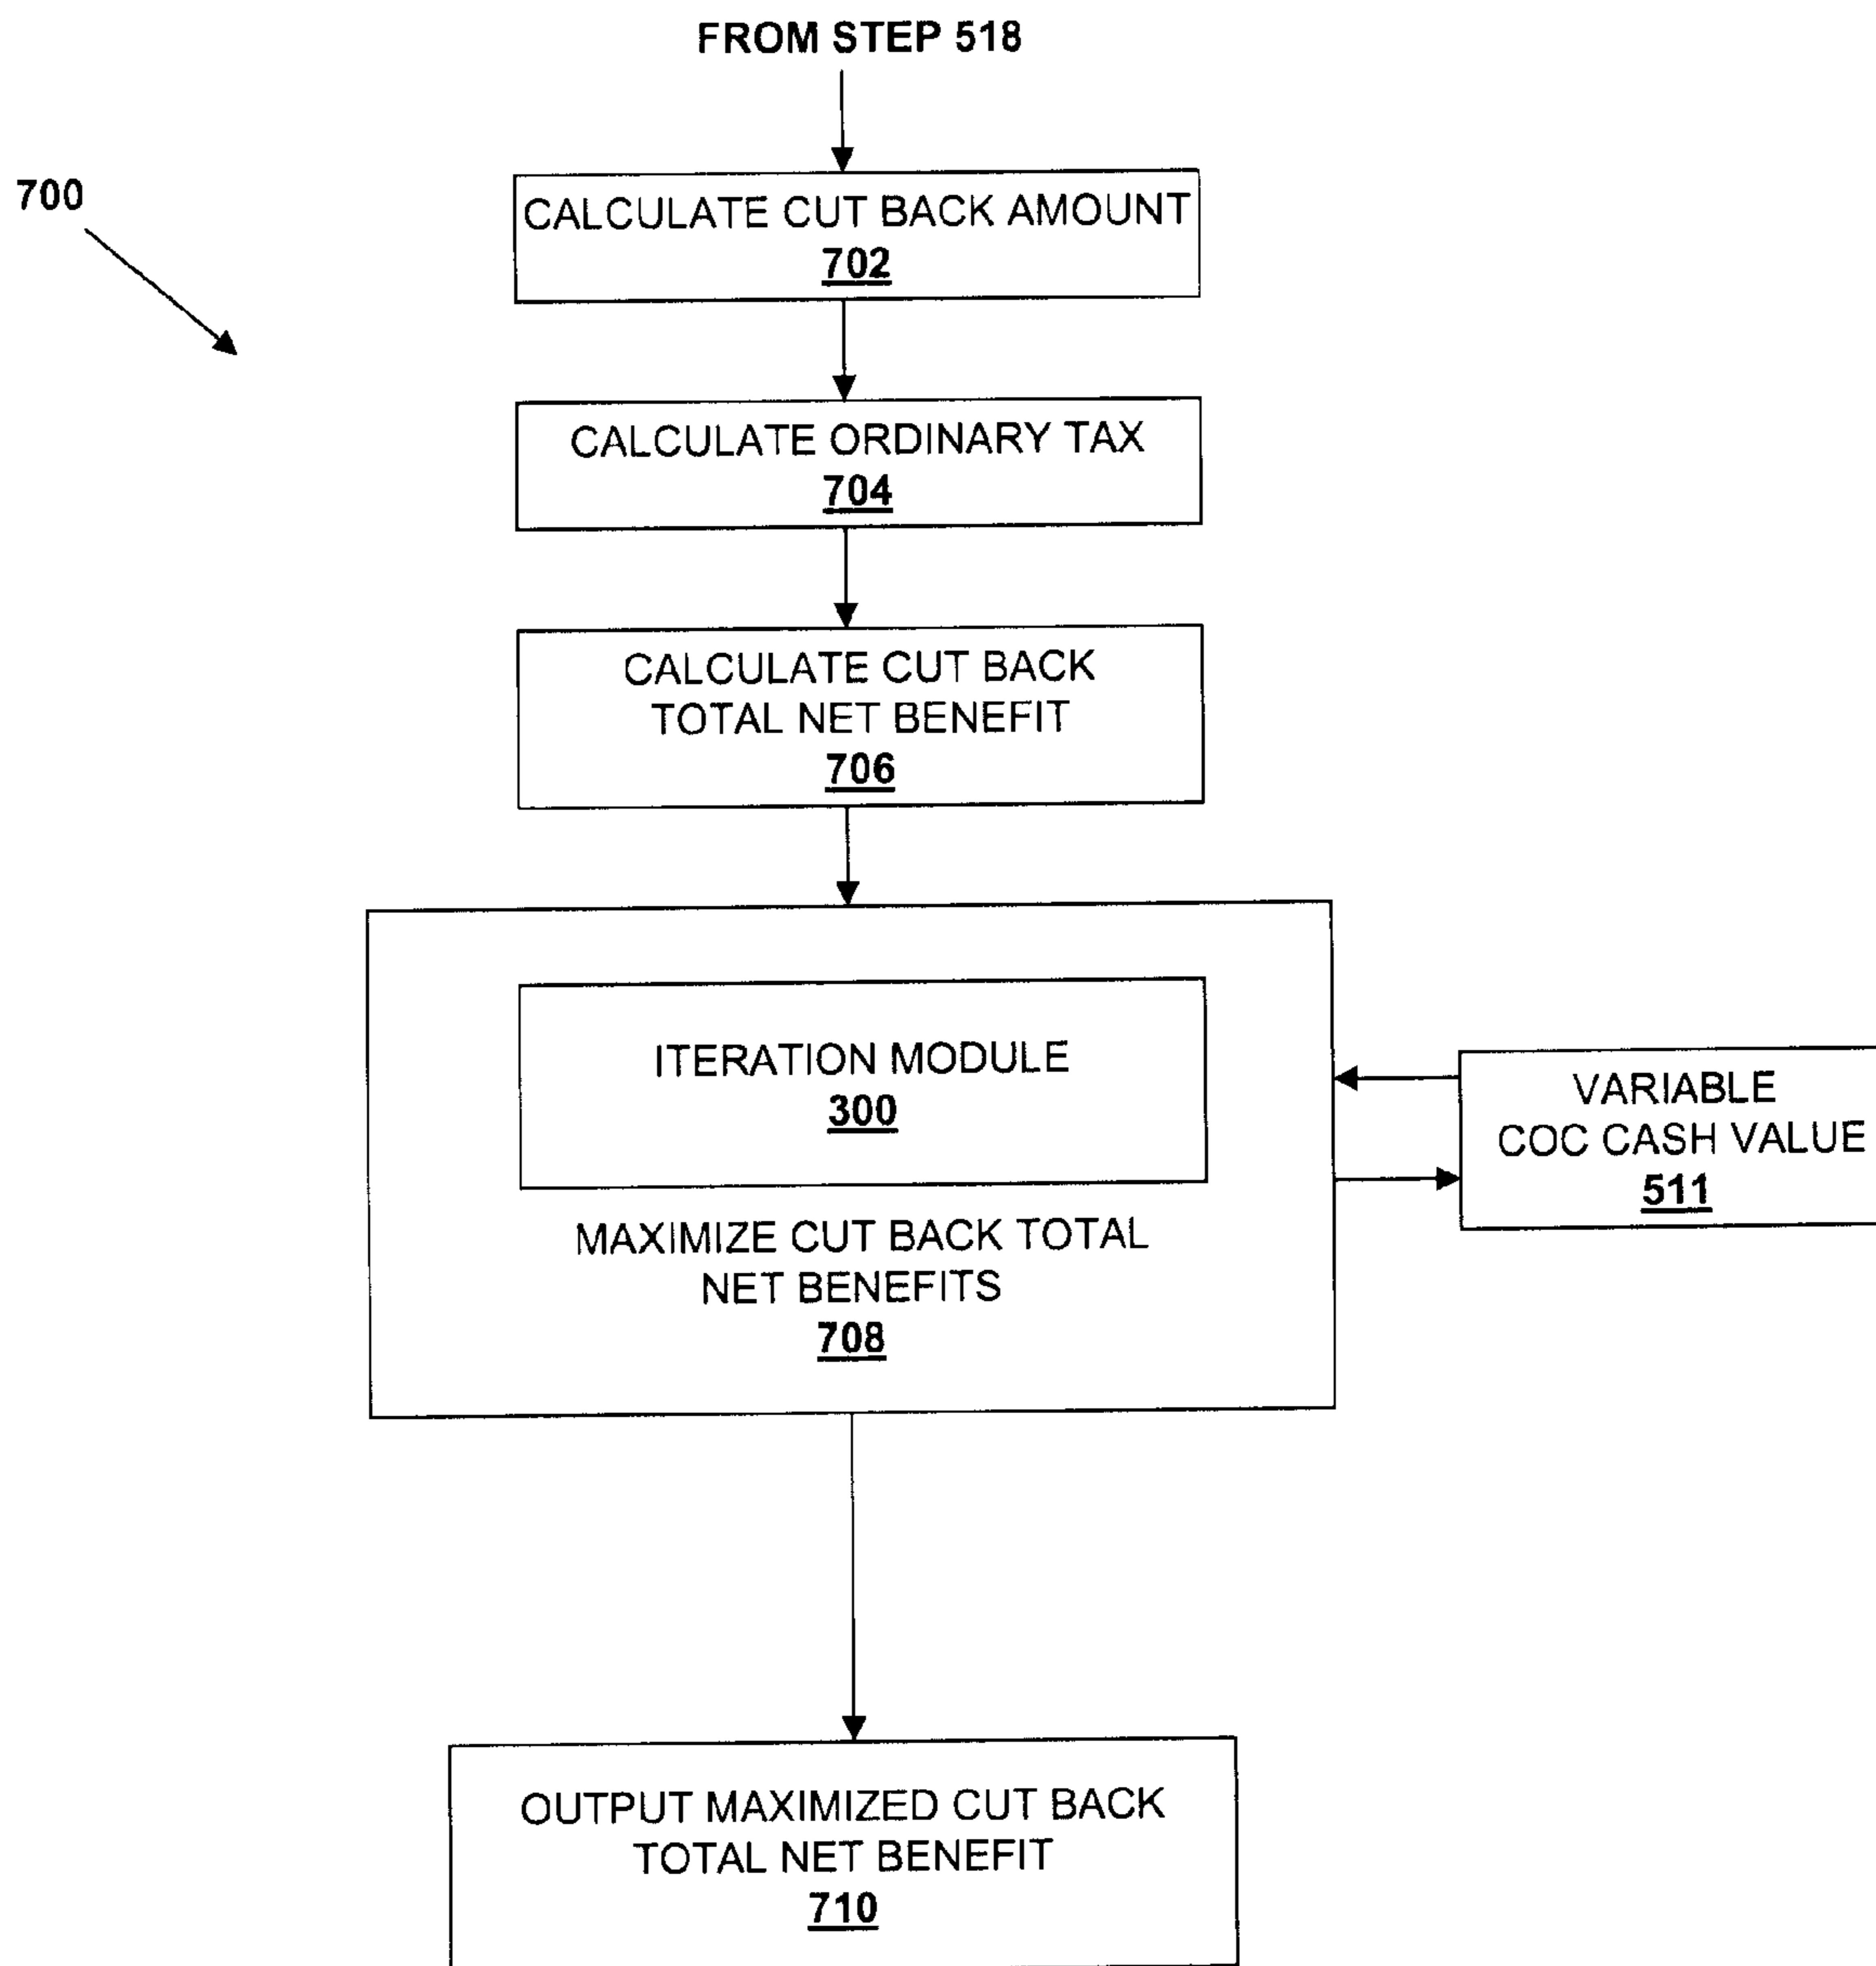 FROM STEP 518
700
CALCULATE CUT BACK AMOUNT
702
CALCULATE ORDINARY TAX
704
CALCULATE CUT BACK
TOTAL NET BENEFIT
706
ITERATION MODULE
300
VARIABLE
COC CASH VALUE
511
MAXIMIZE CUT BACK TOTAL
NET BENEFITS
708
OUTPUT MAXIMIZED CUT BACK
TOTAL NET BENEFIT
710